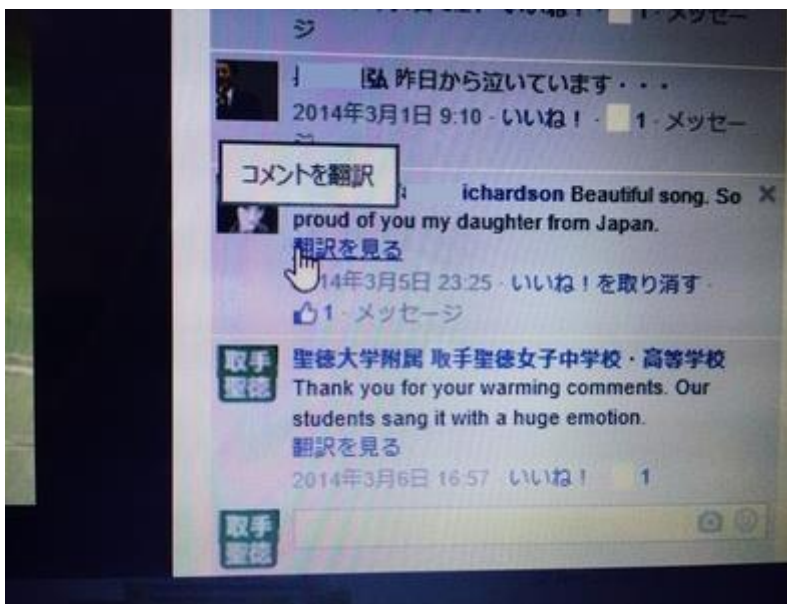 ジ
弘 昨日から泣いています・・・
2014年3月1日 9:10 · いいね！ · 1 · メッセー
コメントを翻訳
ichardson Beautiful song. So
proud of you my daughter from Japan.
翻訳を見る
14年3月5日 23:25 · いいね！を取り消す ·
1 · メッセージ
取手
聖徳
聖徳大学附属 取手聖徳女子中学校・高等学校
Thank you for your warming comments. Our
students sang it with a huge emotion.
翻訳を見る
2014年3月6日 16:57 いいね！ 1
取手
聖徳